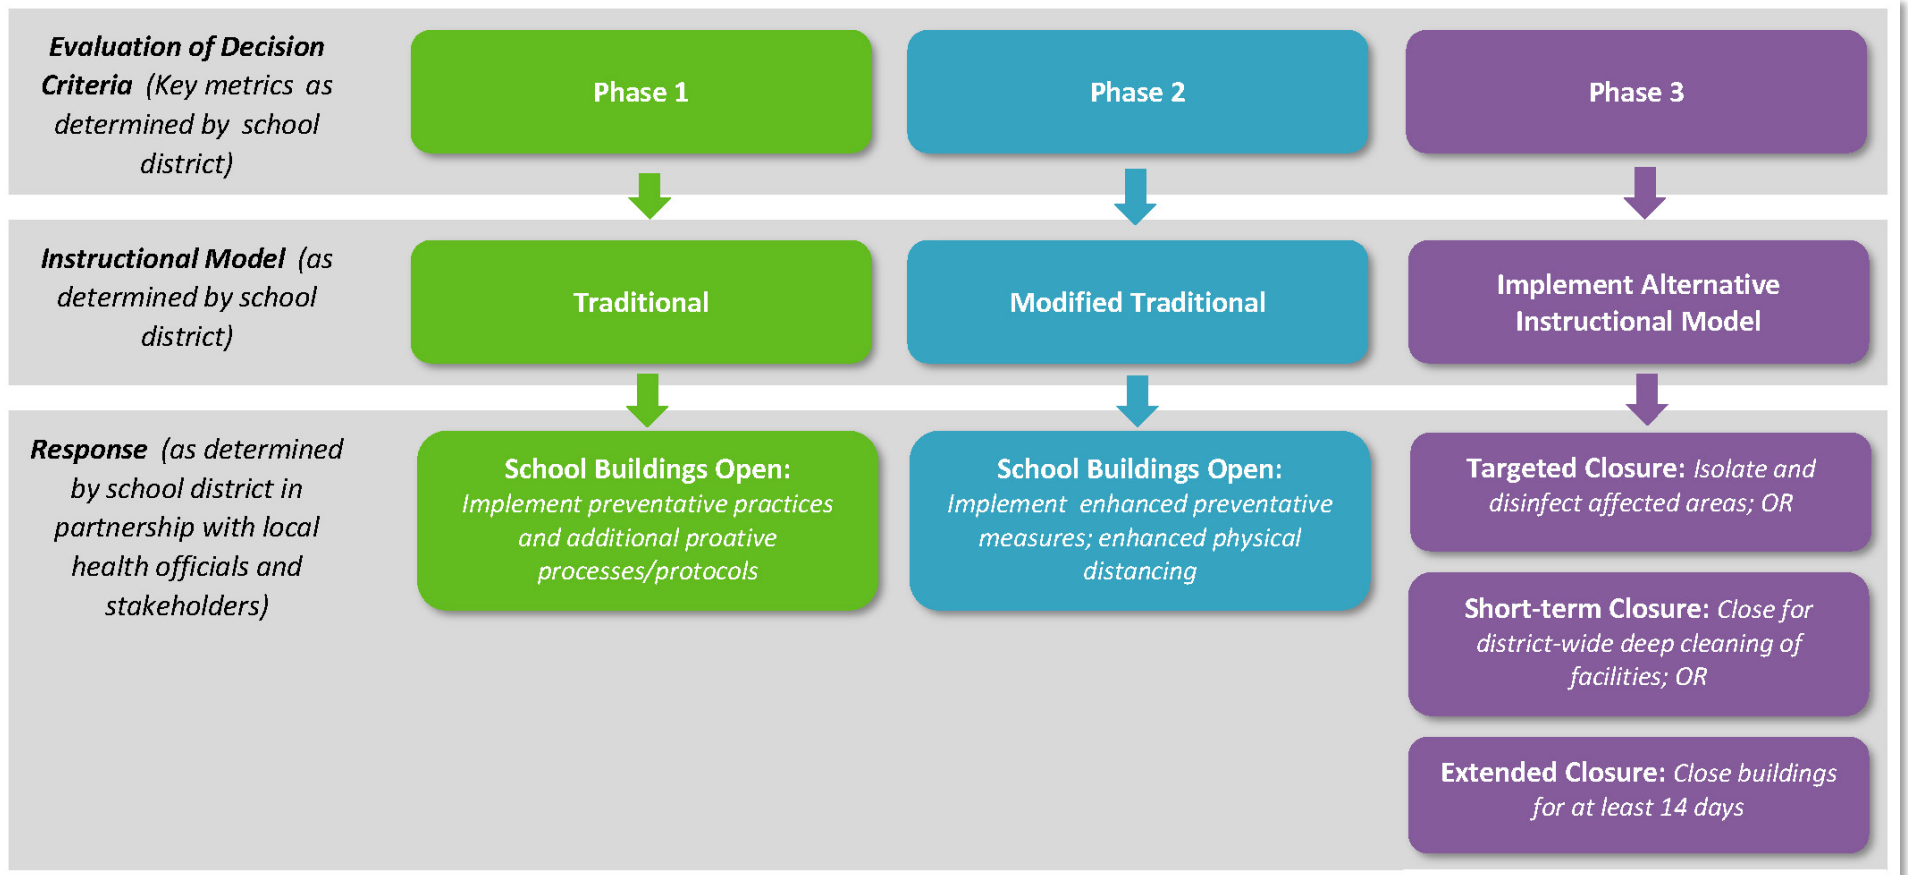 Evaluation of Decision
Criteria (Key metrics as
determined by school
district)
Phase 1
Phase 2
Phase 3
Instructional Model (as
determined by school
district)
Traditional
Modified Traditional
Implement Alternative
Instructional Model
Response (as determined
by school district in
partnership with local
health officials and
stakeholders)
School Buildings Open:
Implement preventative practices
and additional proative
processes/protocols
School Buildings Open:
Implement enhanced preventative
measures; enhanced physical
distancing
Targeted Closure: Isolate and
disinfect affected areas; OR
Short-term Closure: Close for
district-wide deep cleaning of
facilities; OR
Extended Closure: Close buildings
for at least 14 days